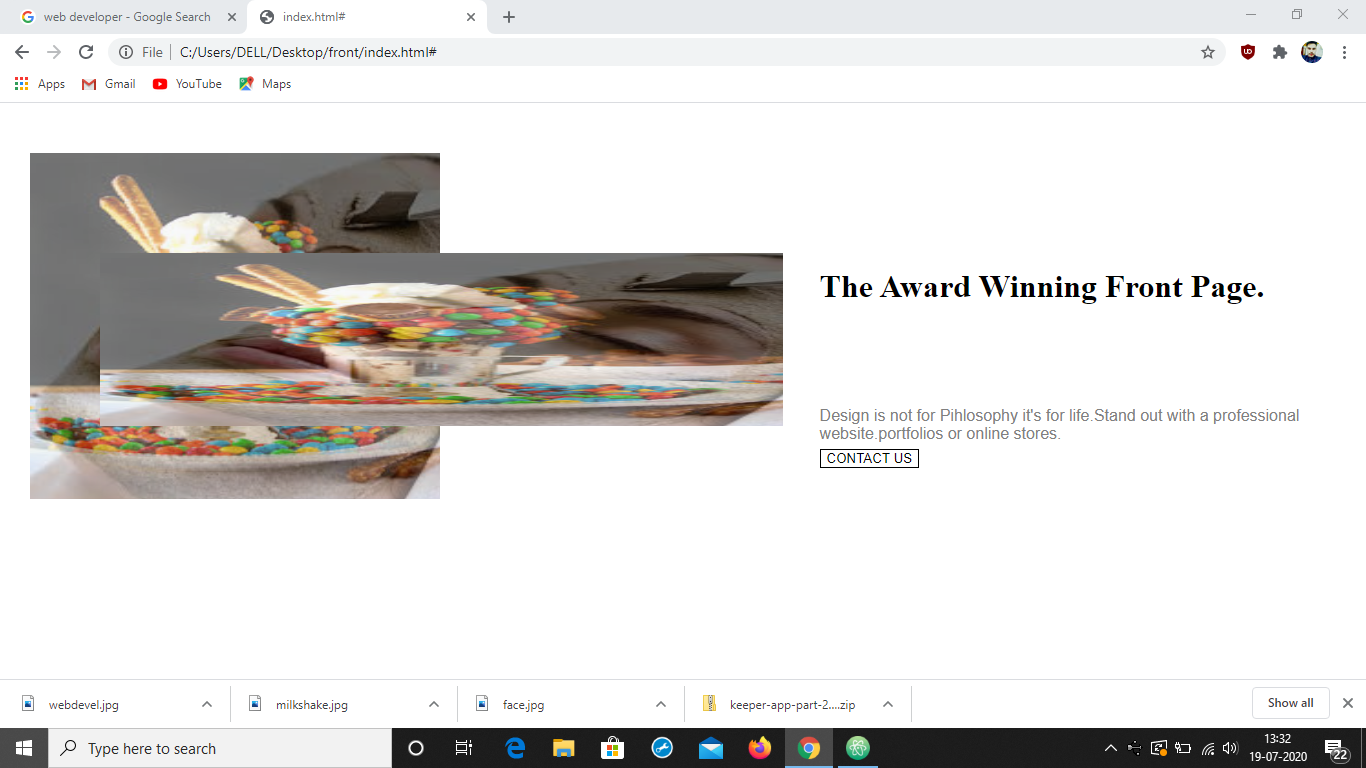 web developer - Google Search
index.html#
File
C:/Users/DELL/Desktop/front/index.html#
Apps
Gmail
YouTube
Maps
The Award Winning Front Page.
Design is not for Pihlosophy it's for life.Stand out with a professional
website.portfolios or online stores.
CONTACT US
webdevel.jpg
milkshake.jpg
face.jpg
keeper-app-part-2....zip
Show all
Type here to search
13:32
19-07-2020
22